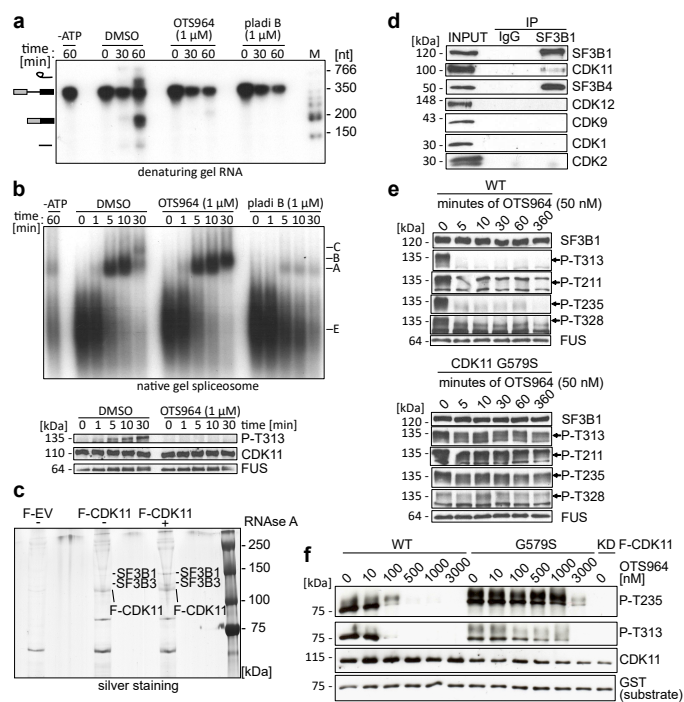 a
-ATP DMSO OTS964 (1 µM) pladi B (1 µM)
time [min] 60 0 30 60 0 30 60 0 30 60 M [nt]
- 766
- 350
- 200
- 150
denaturing gel RNA
b
-ATP DMSO OTS964 (1 µM) pladi B (1 µM)
time [min] 60 0 1 5 10 30 0 1 5 10 30 0 1 5 10 30
–C
–B
–A
–E
native gel spliceosome
DMSO OTS964 (1 µM)
[kDa] 0 1 5 10 30 0 1 5 10 30 time [min]
135 - P-T313
110 - CDK11
64 - FUS
c
F-EV F-CDK11 F-CDK11
- - + RNAse A
- 250
-SF3B1 -SF3B1 - 150
-SF3B3 -SF3B3
F-CDK11 F-CDK11 - 100
- 75
[kDa]
silver staining
d
IP
[kDa] INPUT IgG SF3B1
120 - SF3B1
100 - CDK11
50 - SF3B4
148 - CDK12
43 - CDK9
30 - CDK1
30 - CDK2
e
WT
minutes of OTS964 (50 nM)
[kDa] 0 5 10 30 60 360
120 - SF3B1
135 - P-T313
135 - P-T211
135 - P-T235
135 - P-T328
64 - FUS
CDK11 G579S
minutes of OTS964 (50 nM)
[kDa] 0 5 10 30 60 360
120 - SF3B1
135 - P-T313
135 - P-T211
135 - P-T235
135 - P-T328
64 - FUS
f
WT G579S KD F-CDK11
[kDa] 0 10 100 500 1000 3000 0 10 100 500 1000 3000 0 OTS964 [nM]
75 - P-T235
75 - P-T313
115 - CDK11
75 - GST (substrate)